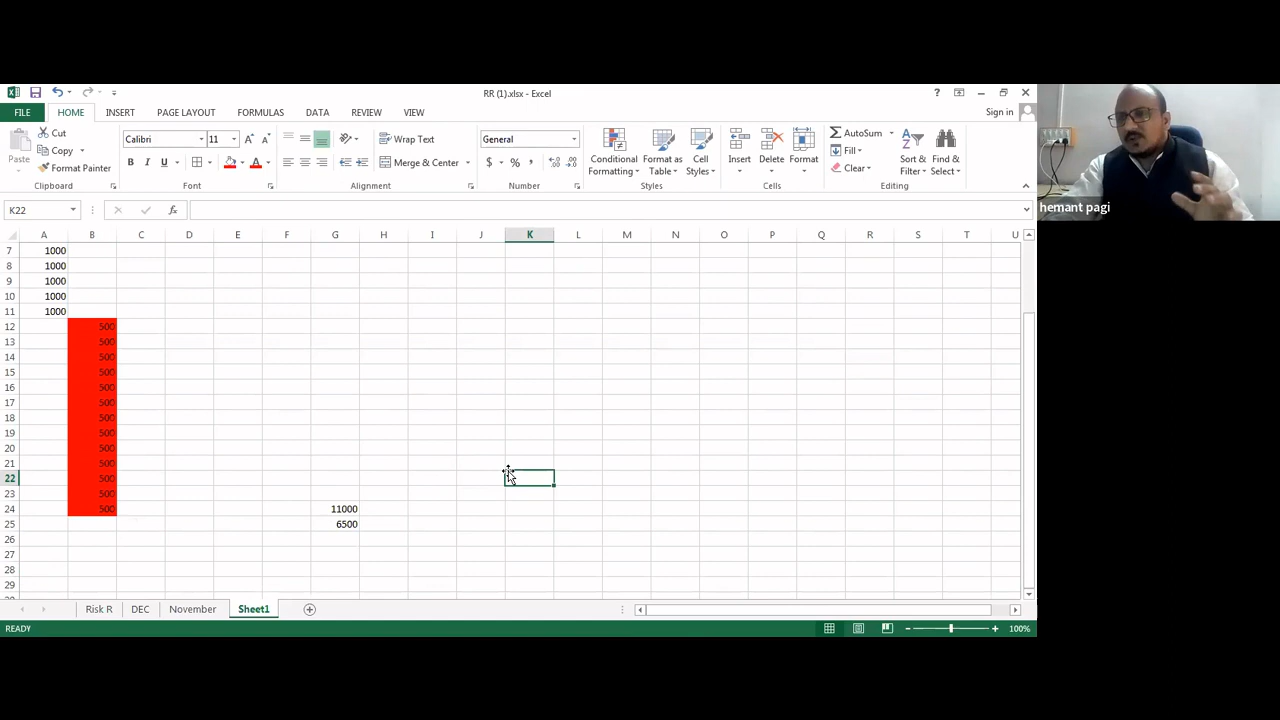 RR (1).xlsx - Excel
?
FILE
HOME
INSERT
PAGE LAYOUT
FORMULAS
DATA
REVIEW
VIEW
Sign in
Paste
Cut
Copy
Format Painter
Clipboard
Calibri
11
B I U
Font
Wrap Text
Merge & Center
Alignment
General
$ % ,
Number
Conditional Formatting
Format as Table
Cell Styles
Styles
Insert
Delete
Format
Cells
AutoSum
Fill
Clear
Sort & Filter
Find & Select
Editing
hemant pagi
K22
fx
A B C D E F G H I J K L M N O P Q R S T U
7 1000
8 1000
9 1000
10 1000
11 1000
12 500
13 500
14 500
15 500
16 500
17 500
18 500
19 500
20 500
21 500
22 500
23 500
24 500 11000
25 6500
26
27
28
29
Risk R
DEC
November
Sheet1
READY
100%